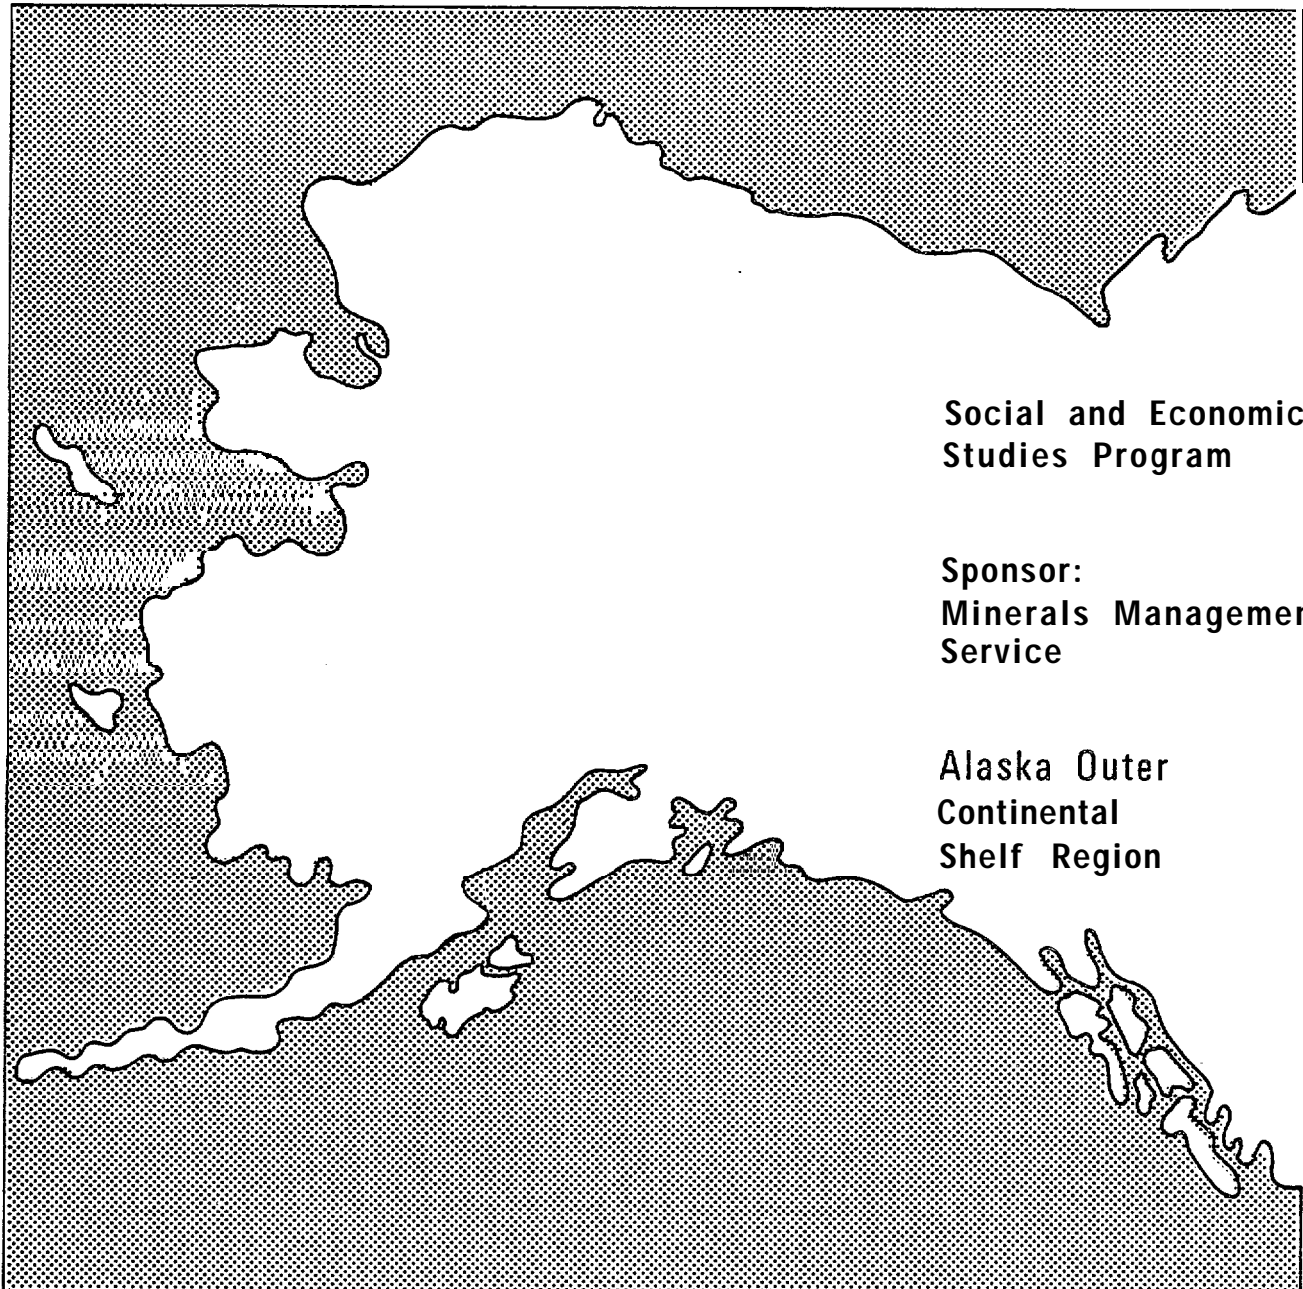 Social and Economic
Studies Program
Sponsor:
Minerals Managemen
Service
Alaska Outer
Continental
Shelf Region